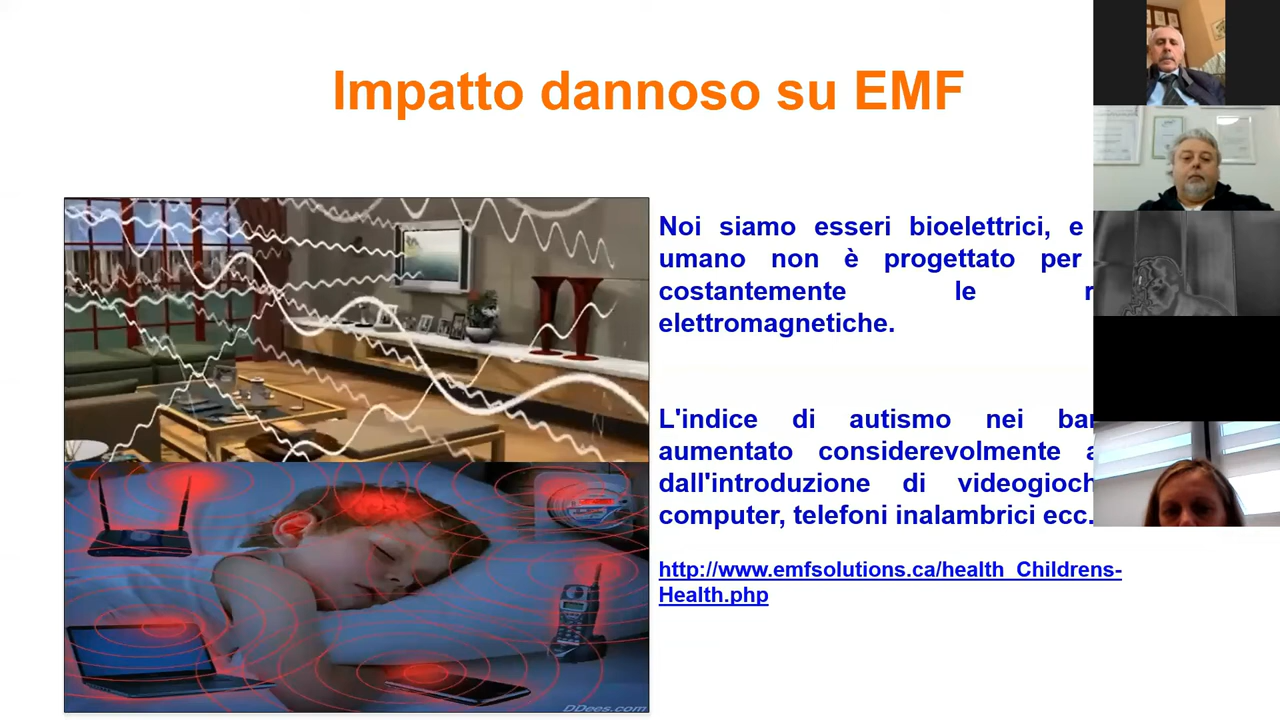 Impatto dannoso su EMF
Noi siamo esseri bioelettrici, e
umano non è progettato per
costantemente le
elettromagnetiche.
L'indice di autismo nei
aumentato considerevolmente
dall'introduzione di
computer, telefoni inalambrici ecc.
http://www.emfsolutions.ca/health_Childrens-
Health.php
DDees.com